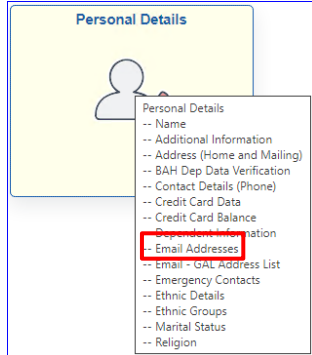 Personal Details
Personal Details
-- Name
-- Additional Information
-- Address (Home and Mailing)
-- BAH Dep Data Verification
-- Contact Details (Phone)
-- Credit Card Data
-- Credit Card Balance
-- Dependent Information
-- Email Addresses
-- Email - GAL Address List
-- Emergency Contacts
-- Ethnic Details
-- Ethnic Groups
-- Marital Status
-- Religion